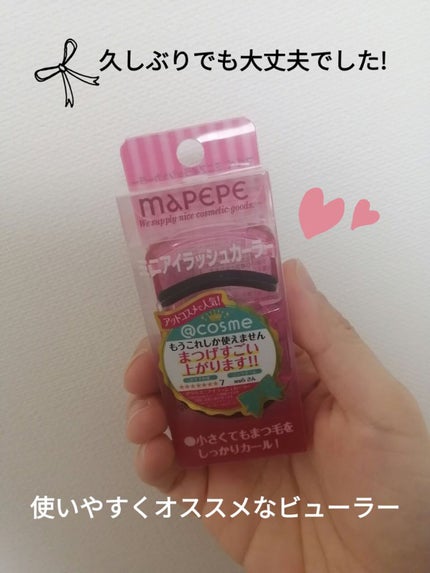 久しぶりでも大丈夫でした!
mAPEPE
We supply nice cosmetic goods.
ミニアイラッシュカーラー
アットコスメで人気!
@cosme
もうこれしか使えません
まつげすごい
上がります!!
7
●小さくてもまつ毛を
しっかりカール!
使いやすくオススメなビューラー